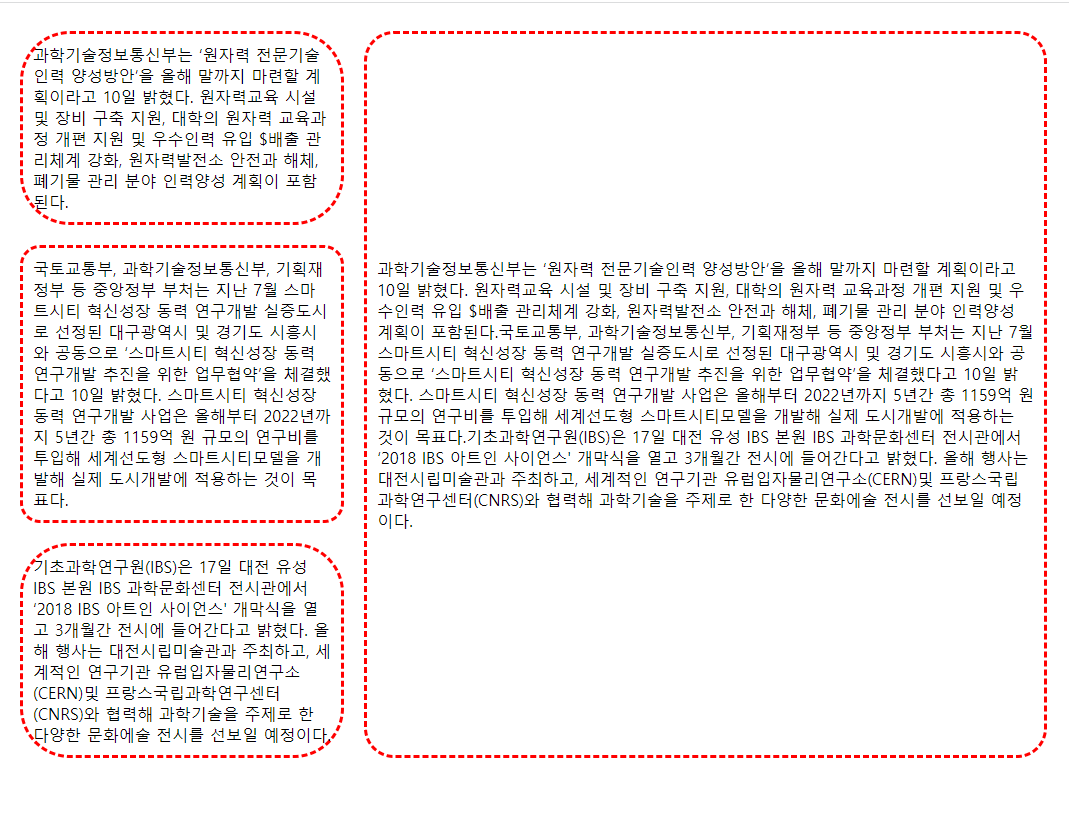 과학기술정보통신부는 ‘원자력 전문기술
인력 양성방안’을 올해 말까지 마련할 계
획이라고 10일 밝혔다. 원자력교육 시설
및 장비 구축 지원, 대학의 원자력 교육과
정 개편 지원 및 우수인력 유입 $배출 관
리체계 강화, 원자력발전소 안전과 해체,
폐기물 관리 분야 인력양성 계획이 포함
된다.
국토교통부, 과학기술정보통신부, 기획재
정부 등 중앙정부 부처는 지난 7월 스마
트시티 혁신성장 동력 연구개발 실증도시
로 선정된 대구광역시 및 경기도 시흥시
와 공동으로 ‘스마트시티 혁신성장 동력
연구개발 추진을 위한 업무협약’을 체결했
다고 10일 밝혔다. 스마트시티 혁신성장
동력 연구개발 사업은 올해부터 2022년까
지 5년간 총 1159억 원 규모의 연구비를
투입해 세계선도형 스마트시티모델을 개
발해 실제 도시개발에 적용하는 것이 목
표다.
기초과학연구원(IBS)은 17일 대전 유성
IBS 본원 IBS 과학문화센터 전시관에서
‘2018 IBS 아트인 사이언스' 개막식을 열
고 3개월간 전시에 들어간다고 밝혔다. 올
해 행사는 대전시립미술관과 주최하고, 세
계적인 연구기관 유럽입자물리연구소
(CERN)및 프랑스국립과학연구센터
(CNRS)와 협력해 과학기술을 주제로 한
다양한 문화예술 전시를 선보일 예정이다.
과학기술정보통신부는 ‘원자력 전문기술인력 양성방안’을 올해 말까지 마련할 계획이라고
10일 밝혔다. 원자력교육 시설 및 장비 구축 지원, 대학의 원자력 교육과정 개편 지원 및 우
수인력 유입 $배출 관리체계 강화, 원자력발전소 안전과 해체, 폐기물 관리 분야 인력양성
계획이 포함된다.국토교통부, 과학기술정보통신부, 기획재정부 등 중앙정부 부처는 지난 7월
스마트시티 혁신성장 동력 연구개발 실증도시로 선정된 대구광역시 및 경기도 시흥시와 공
동으로 ‘스마트시티 혁신성장 동력 연구개발 추진을 위한 업무협약’을 체결했다고 10일 밝
혔다. 스마트시티 혁신성장 동력 연구개발 사업은 올해부터 2022년까지 5년간 총 1159억 원
규모의 연구비를 투입해 세계선도형 스마트시티모델을 개발해 실제 도시개발에 적용하는
것이 목표다.기초과학연구원(IBS)은 17일 대전 유성 IBS 본원 IBS 과학문화센터 전시관에서
‘2018 IBS 아트인 사이언스' 개막식을 열고 3개월간 전시에 들어간다고 밝혔다. 올해 행사는
대전시립미술관과 주최하고, 세계적인 연구기관 유럽입자물리연구소(CERN)및 프랑스국립
과학연구센터(CNRS)와 협력해 과학기술을 주제로 한 다양한 문화예술 전시를 선보일 예정
이다.